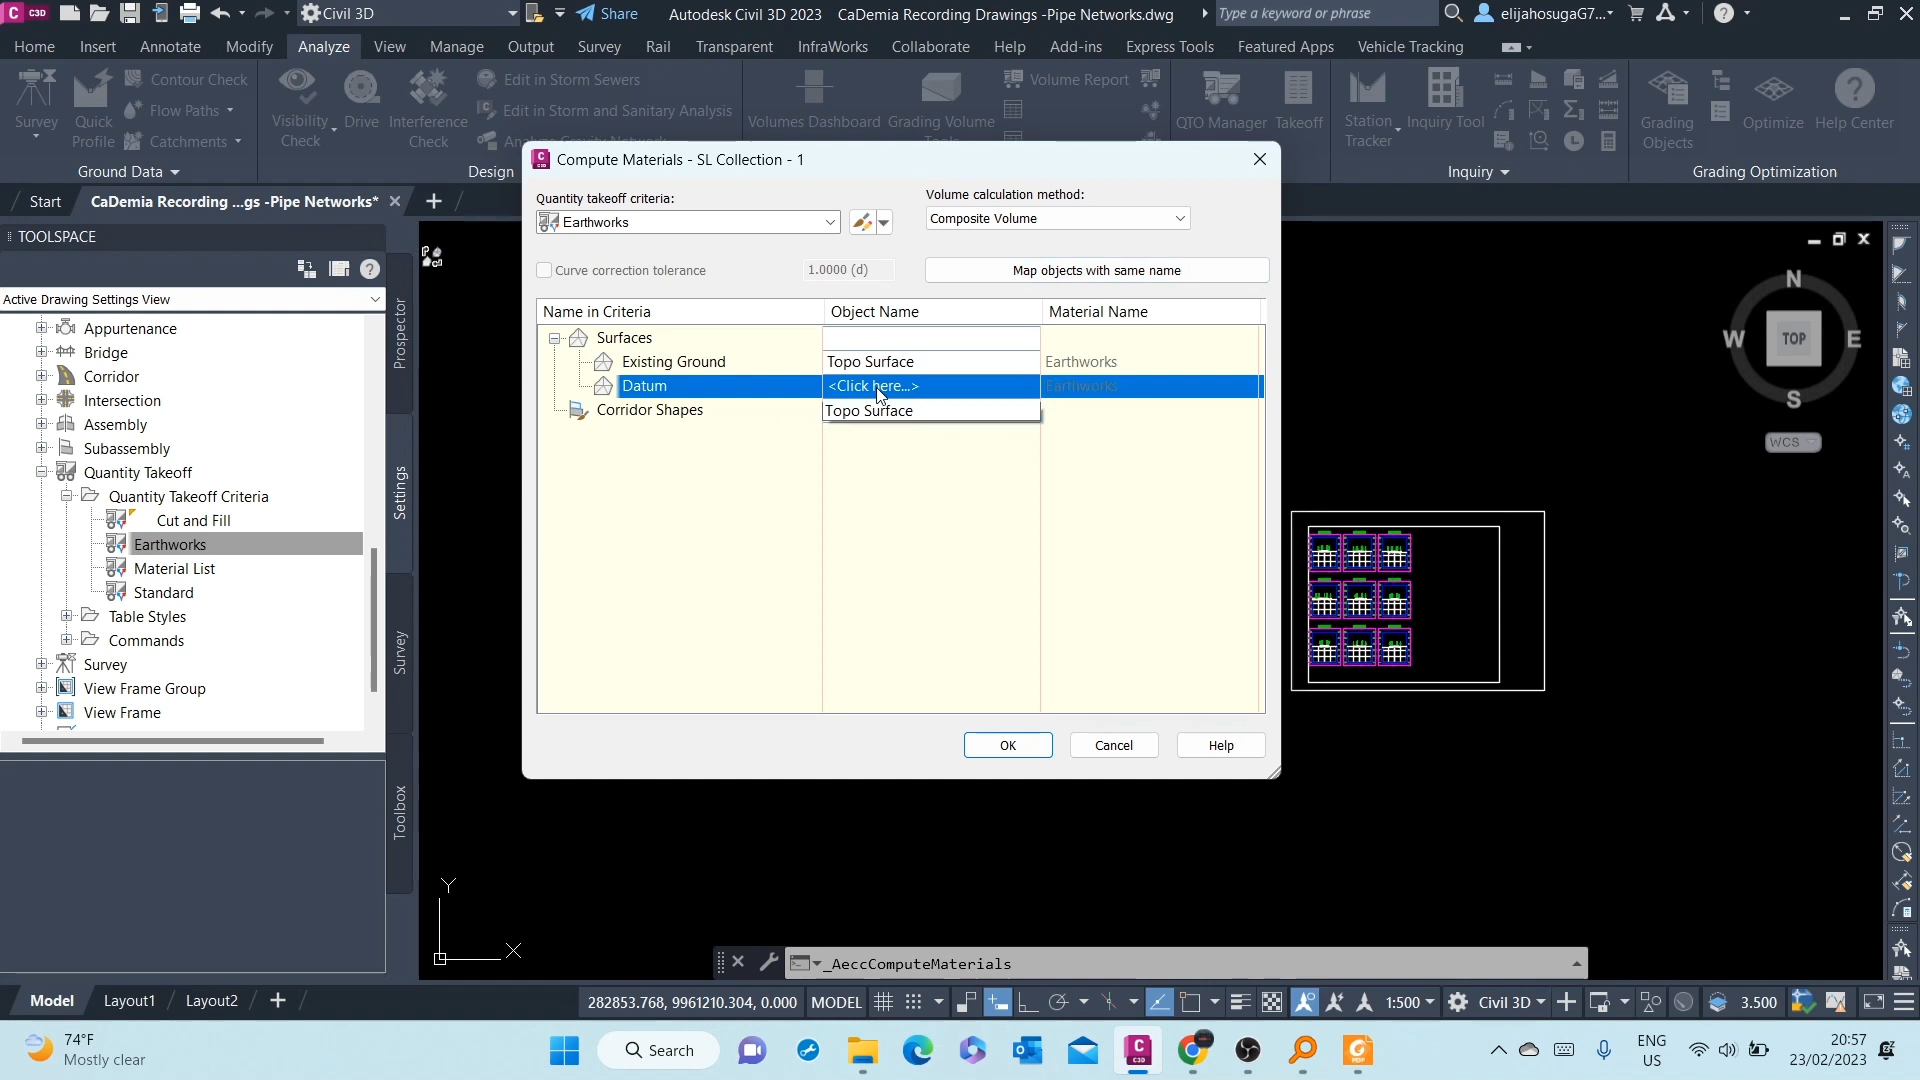 C3D
Civil 3D
Share
Autodesk Civil 3D 2023 CaDemia Recording Drawings -Pipe Networks.dwg
Type a keyword or phrase
elijahosugaG7...
Home Insert Annotate Modify Analyze View Manage Output Survey Rail Transparent InfraWorks Collaborate Help Add-ins Express Tools Featured Apps Vehicle Tracking
Survey
Quick Profile
Contour Check
Flow Paths
Catchments
Visibility Check
Drive
Interference Check
Edit in Storm Sewers
Edit in Storm and Sanitary Analysis
Volumes Dashboard
Grading Volume
Volume Report
QTO Manager
Takeoff
Station Tracker
Inquiry Tool
Grading Objects
Optimize
Help Center
Ground Data
Design
Inquiry
Grading Optimization
Start
CaDemia Recording ...gs -Pipe Networks*
TOOLSPACE
Active Drawing Settings View
Appurtenance
Bridge
Corridor
Intersection
Assembly
Subassembly
Quantity Takeoff
Quantity Takeoff Criteria
Cut and Fill
Earthworks
Material List
Standard
Table Styles
Commands
Survey
View Frame Group
View Frame
Prospector
Settings
Survey
Toolbox
Compute Materials - SL Collection - 1
Quantity takeoff criteria:
Earthworks
Volume calculation method:
Composite Volume
Curve correction tolerance
1.0000 (d)
Map objects with same name
Name in Criteria Object Name Material Name
Surfaces
Existing Ground Topo Surface Earthworks
Datum <Click here...> Earthworks
Corridor Shapes Topo Surface
OK Cancel Help
N
W TOP E
S
WCS
Y
X
_AeccComputeMaterials
Model Layout1 Layout2
282853.768, 9961210.304, 0.000 MODEL
1:500
Civil 3D
3.500
74°F
Mostly clear
Search
C3D
PDF
ENG
US
20:57
23/02/2023